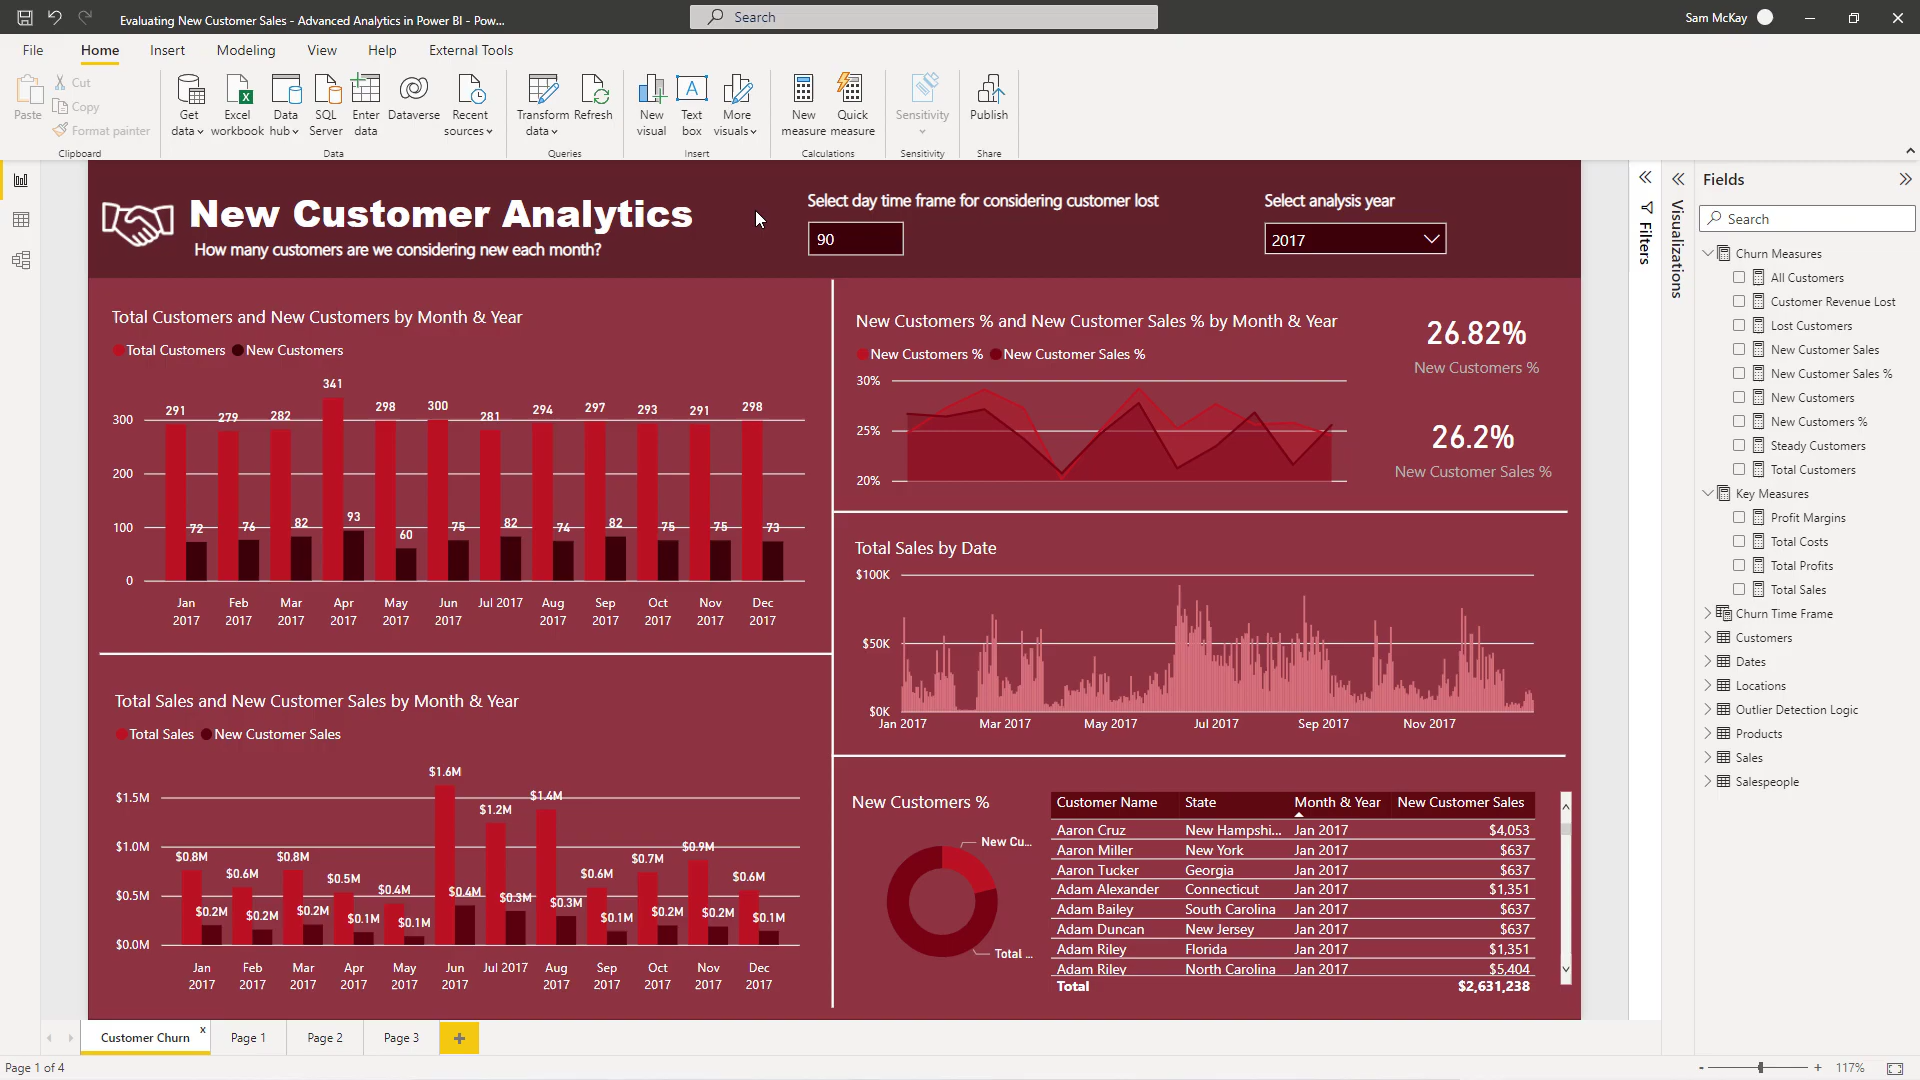 Evaluating New Customer Sales - Advanced Analytics in Power BI - Pow...
Search
Sam McKay
File
Home
Insert
Modeling
View
Help
External Tools
Paste
Cut
Copy
Format painter
Clipboard
Get data
Excel workbook
Data hub
SQL Server
Enter data
Dataverse
Recent sources
Data
Transform data
Refresh
Queries
New visual
Text box
More visuals
Insert
New measure
Quick measure
Calculations
Sensitivity
Sensitivity
Publish
Share
New Customer Analytics
How many customers are we considering new each month?
Select day time frame for considering customer lost
90
Select analysis year
2017
Total Customers and New Customers by Month & Year
Total Customers New Customers
300
200
100
0
291 279 282 341 298 300 281 294 297 293 291 298
72 76 82 93 60 75 82 74 82 75 75 73
Jan 2017
Feb 2017
Mar 2017
Apr 2017
May 2017
Jun 2017
Jul 2017
Aug 2017
Sep 2017
Oct 2017
Nov 2017
Dec 2017
Total Sales and New Customer Sales by Month & Year
Total Sales New Customer Sales
$1.5M
$1.0M
$0.5M
$0.0M
$0.8M $0.6M $0.8M $0.5M $0.4M $1.6M $1.2M $1.4M $0.6M $0.7M $0.9M $0.6M
$0.2M $0.2M $0.2M $0.1M $0.1M $0.4M $0.3M $0.3M $0.1M $0.2M $0.2M $0.1M
Jan 2017
Feb 2017
Mar 2017
Apr 2017
May 2017
Jun 2017
Jul 2017
Aug 2017
Sep 2017
Oct 2017
Nov 2017
Dec 2017
New Customers % and New Customer Sales % by Month & Year
New Customers % New Customer Sales %
30%
25%
20%
26.82%
New Customers %
26.2%
New Customer Sales %
Total Sales by Date
$100K
$50K
$0K
Jan 2017 Mar 2017 May 2017 Jul 2017 Sep 2017 Nov 2017
New Customers %
New Cu...
Total ...
Customer Name State Month & Year New Customer Sales
Aaron Cruz New Hampshi... Jan 2017 $4,053
Aaron Miller New York Jan 2017 $637
Aaron Tucker Georgia Jan 2017 $637
Adam Alexander Connecticut Jan 2017 $1,351
Adam Bailey South Carolina Jan 2017 $637
Adam Duncan New Jersey Jan 2017 $637
Adam Riley Florida Jan 2017 $1,351
Adam Riley North Carolina Jan 2017 $5,404
Total $2,631,238
Filters
Visualizations
Fields
Search
Churn Measures
All Customers
Customer Revenue Lost
Lost Customers
New Customer Sales
New Customer Sales %
New Customers
New Customers %
Steady Customers
Total Customers
Key Measures
Profit Margins
Total Costs
Total Profits
Total Sales
Churn Time Frame
Customers
Dates
Locations
Outlier Detection Logic
Products
Sales
Salespeople
Customer Churn x
Page 1
Page 2
Page 3
+
Page 1 of 4
- + 117%